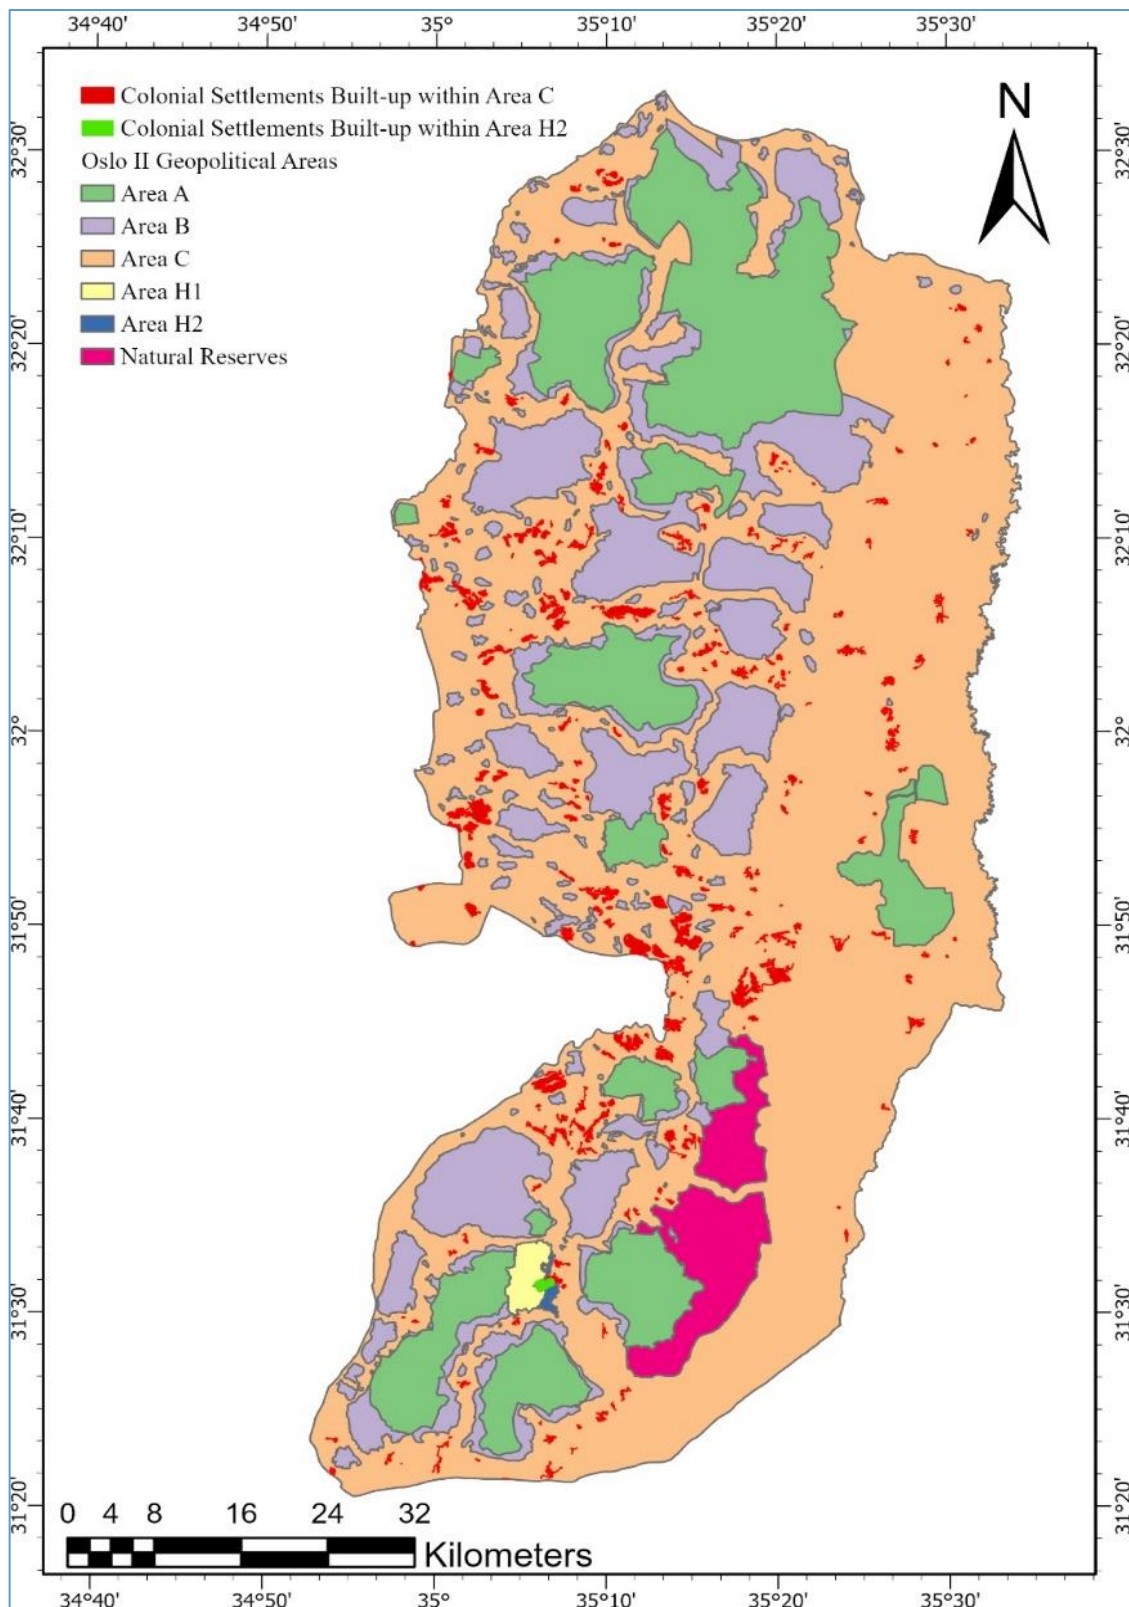 34°40' 34°50' 35° 35°10' 35°20' 35°30'
Colonial Settlements Built-up within Area C
Colonial Settlements Built-up within Area H2
Oslo II Geopolitical Areas
Area A
Area B
Area C
Area H1
Area H2
Natural Reserves
N
32°30' 32°30'
32°20' 32°20'
32°10' 32°10'
32° 32°
31°50' 31°50'
31°40' 31°40'
31°30' 31°30'
31°20' 31°20'
0 4 8 16 24 32
Kilometers
34°40' 34°50' 35° 35°10' 35°20' 35°30'